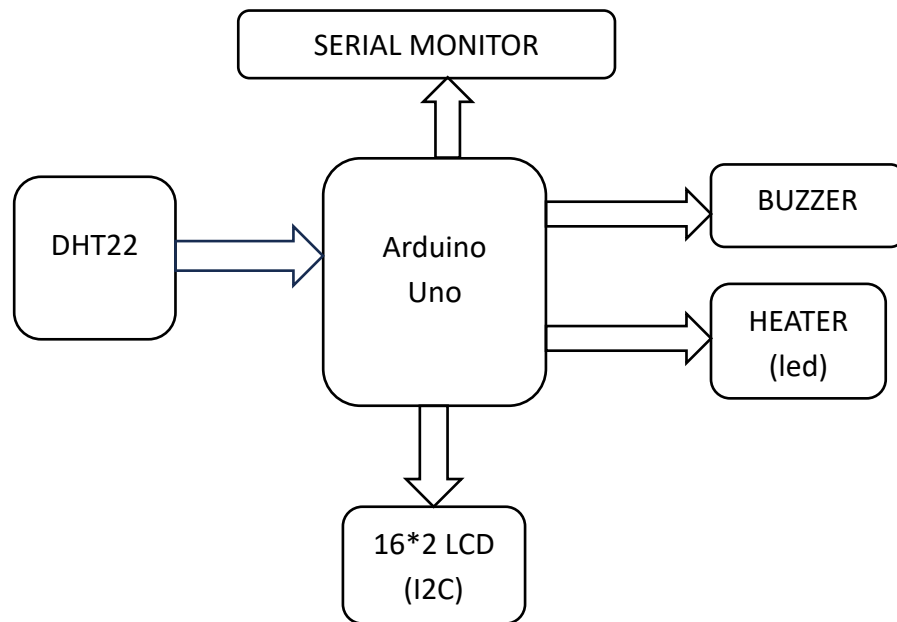 SERIAL MONITOR
DHT22
Arduino
Uno
BUZZER
HEATER
(led)
16*2 LCD
(I2C)